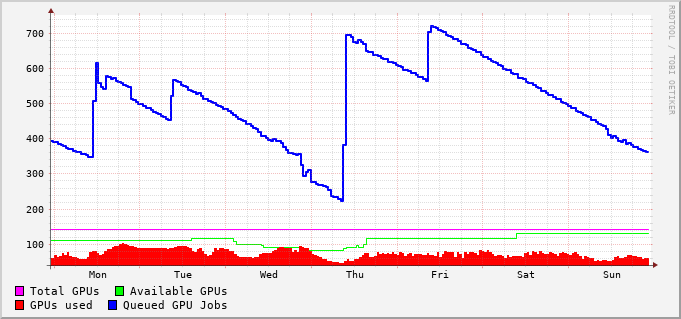 700
600
500
400
300
200
100
Mon Tue Wed Thu Fri Sat Sun
Total GPUs Available GPUs
GPUs used Queued GPU Jobs
RRDTOOL / TOBI OETIKER